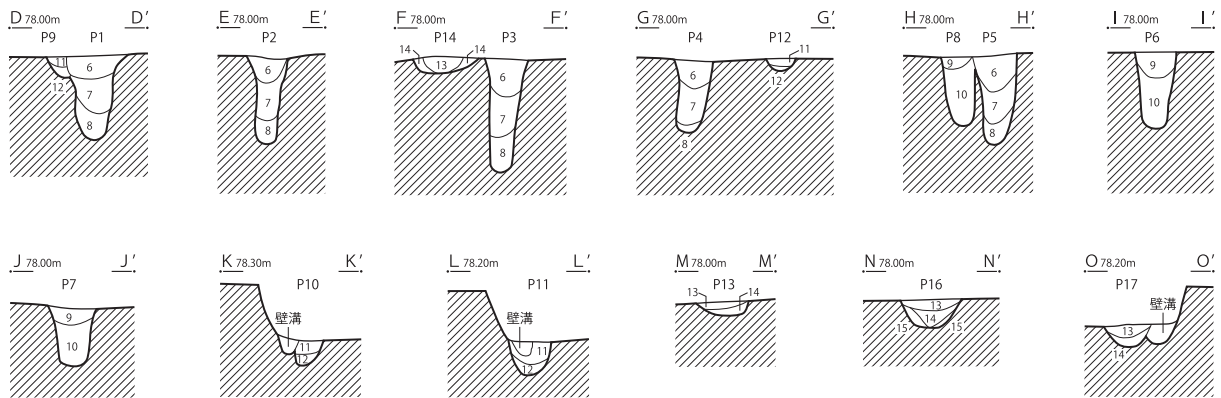 D 78.00m D′
P9 P1
11 6
12 7
8
E 78.00m E′
P2
6
7
8
F 78.00m F′
P14 P3
14 14
13 6
7
8
G 78.00m G′
P4 P12
11
6 12
7
8
H 78.00m H′
P8 P5
9 6
10 7
8
I 78.00m I′
P6
9
10
J 78.00m J′
P7
9
10
K 78.30m K′
P10
壁溝
11
12
L 78.20m L′
P11
壁溝
11
12
M 78.00m M′
P13
13 14
N 78.00m N′
P16
13
14
15 15
O 78.20m O′
P17
壁溝
13
14